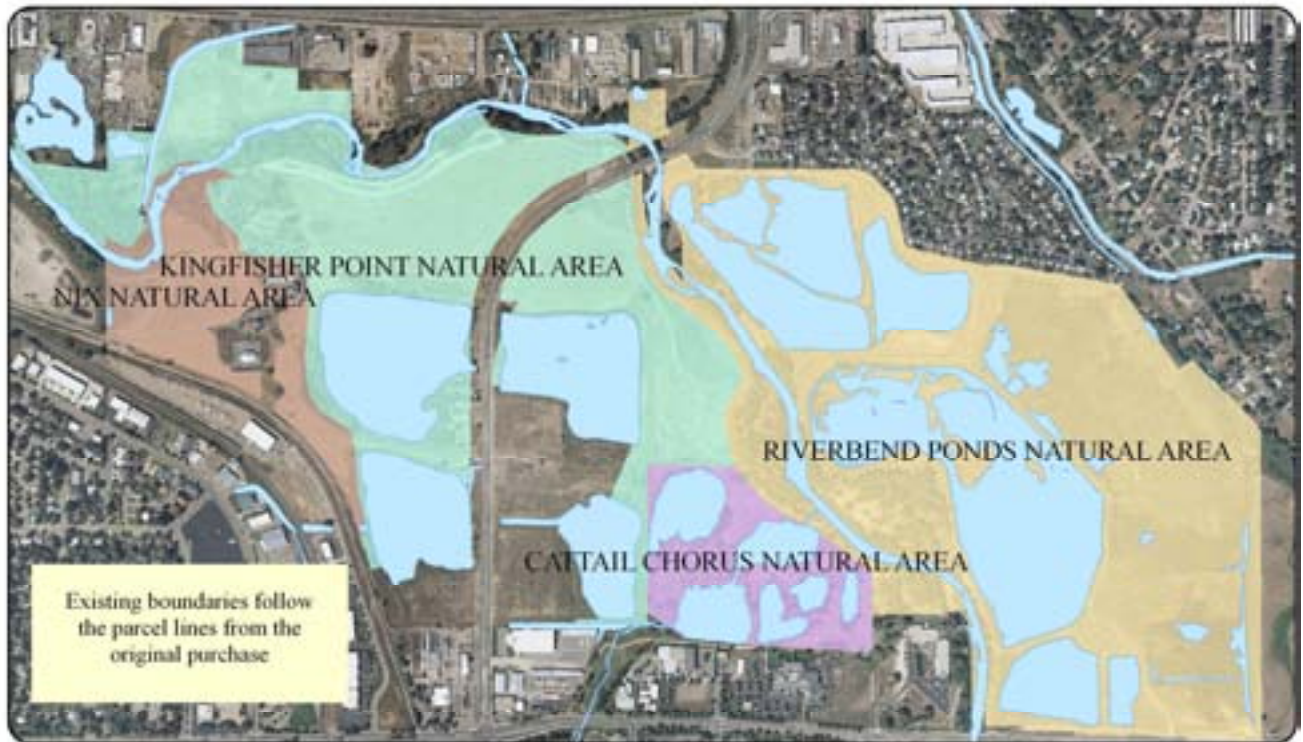 KINGFISHER POINT NATURAL AREA
NIX NATURAL AREA
RIVERBEND PONDS NATURAL AREA
CATTAIL CHORUS NATURAL AREA
Existing boundaries follow
the parcel lines from the
original purchase